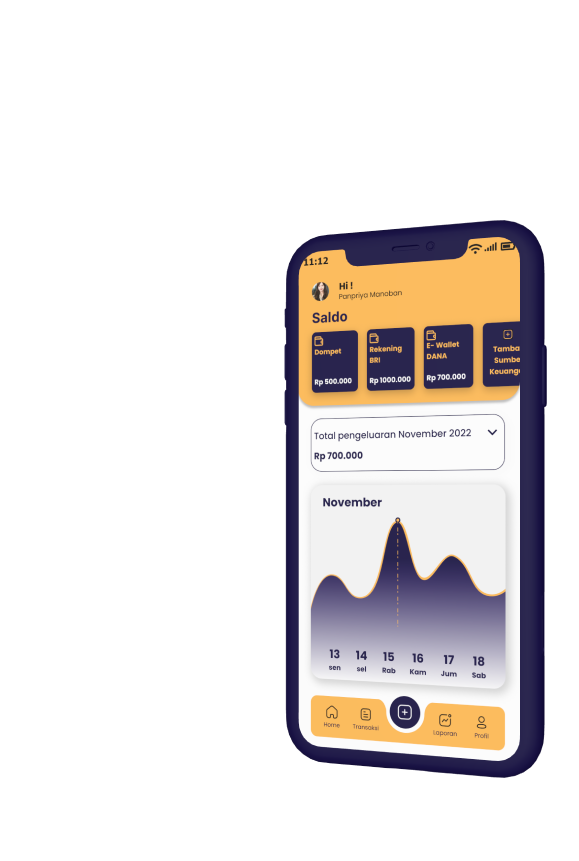 11:12
Hi !
Panpriya Manoban
Saldo
Dompet
Rp 500.000
Rekening
BRI
Rp 1000.000
E- Wallet
DANA
Rp 700.000
Tamba
Sumbe
Keuang
Total pengeluaran November 2022
Rp 700.000
November
13 14 15 16 17 18
sen sel Rab Kam Jum Sab
Home Transaksi Laporan Profil